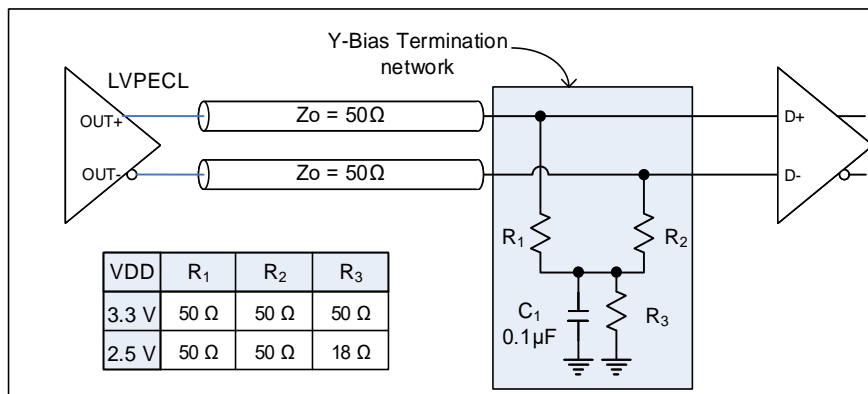 Y-Bias Termination
network
LVPECL
OUT+
Zo = 50Ω
D+
OUT-
Zo = 50Ω
D-
R1
R2
VDD R1 R2 R3
3.3 V 50 Ω 50 Ω 50 Ω
2.5 V 50 Ω 50 Ω 18 Ω
C1
0.1µF
R3